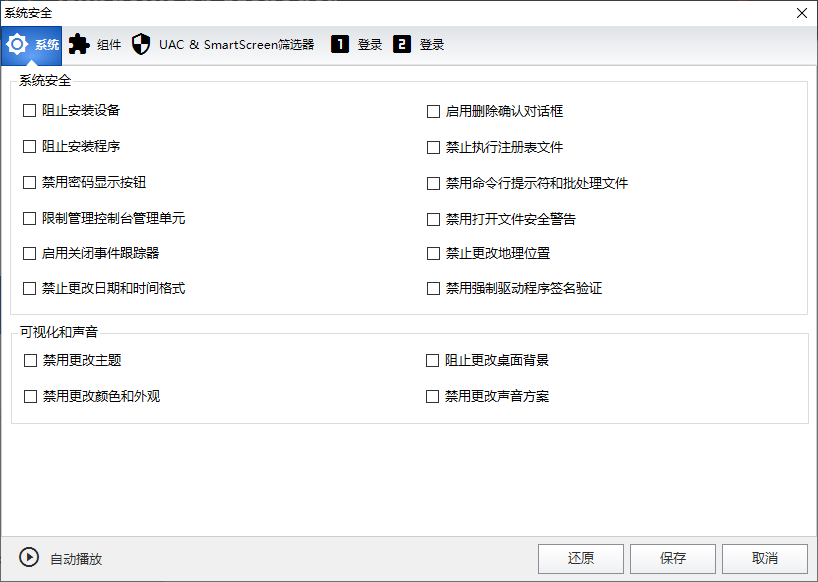 系统安全
系统 组件 UAC & SmartScreen筛选器 1 登录 2 登录
系统安全
阻止安装设备 启用删除确认对话框
阻止安装程序 禁止执行注册表文件
禁用密码显示按钮 禁用命令行提示符和批处理文件
限制管理控制台管理单元 禁用打开文件安全警告
启用关闭事件跟踪器 禁止更改地理位置
禁止更改日期和时间格式 禁用强制驱动程序签名验证
可视化和声音
禁用更改主题 阻止更改桌面背景
禁用更改颜色和外观 禁用更改声音方案
自动播放 还原 保存 取消